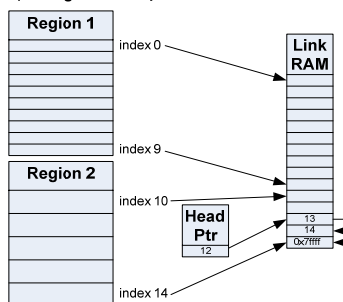 Region 1
index 0
index 9
Region 2
index 10
index 14
Head
Ptr
12
Link
RAM
13
14
0x7ffff